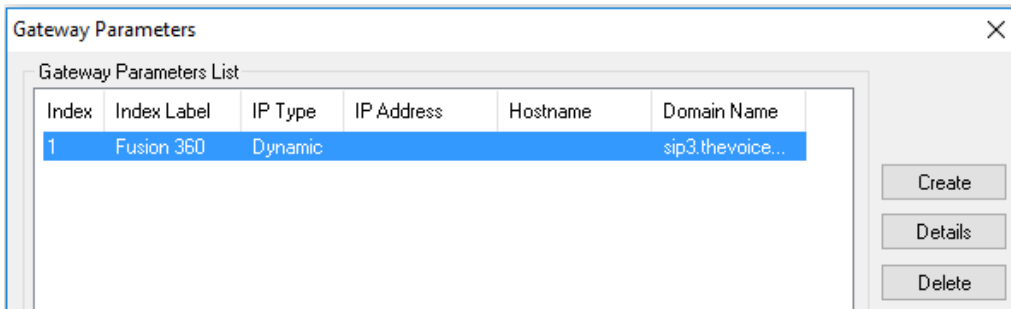 Gateway Parameters
Gateway Parameters List
Index Index Label IP Type IP Address Hostname Domain Name
1 Fusion 360 Dynamic sip3.thevoice...
Create
Details
Delete